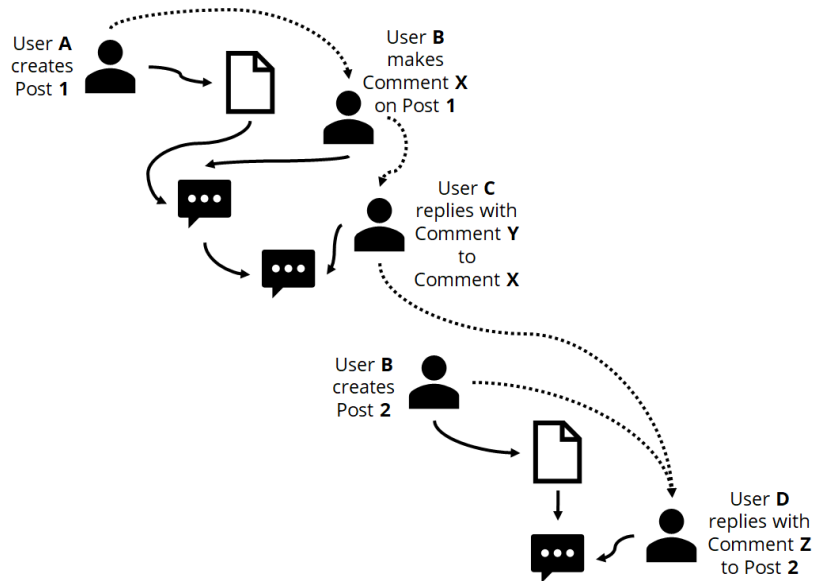 User A
creates
Post 1
User B
makes
Comment X
on Post 1
User C
replies with
Comment Y
to
Comment X
User B
creates
Post 2
User D
replies with
Comment Z
to Post 2